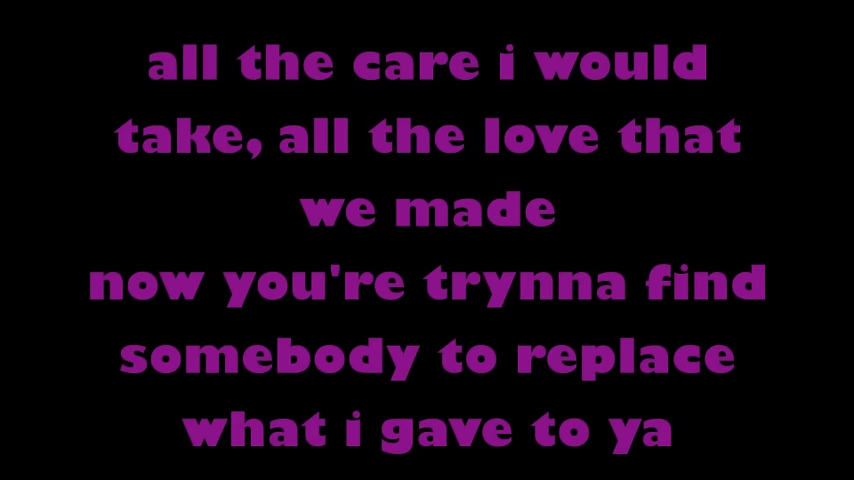 all the care i would
take, all the love that
we made
now you're trynna find
somebody to replace
what i gave to ya